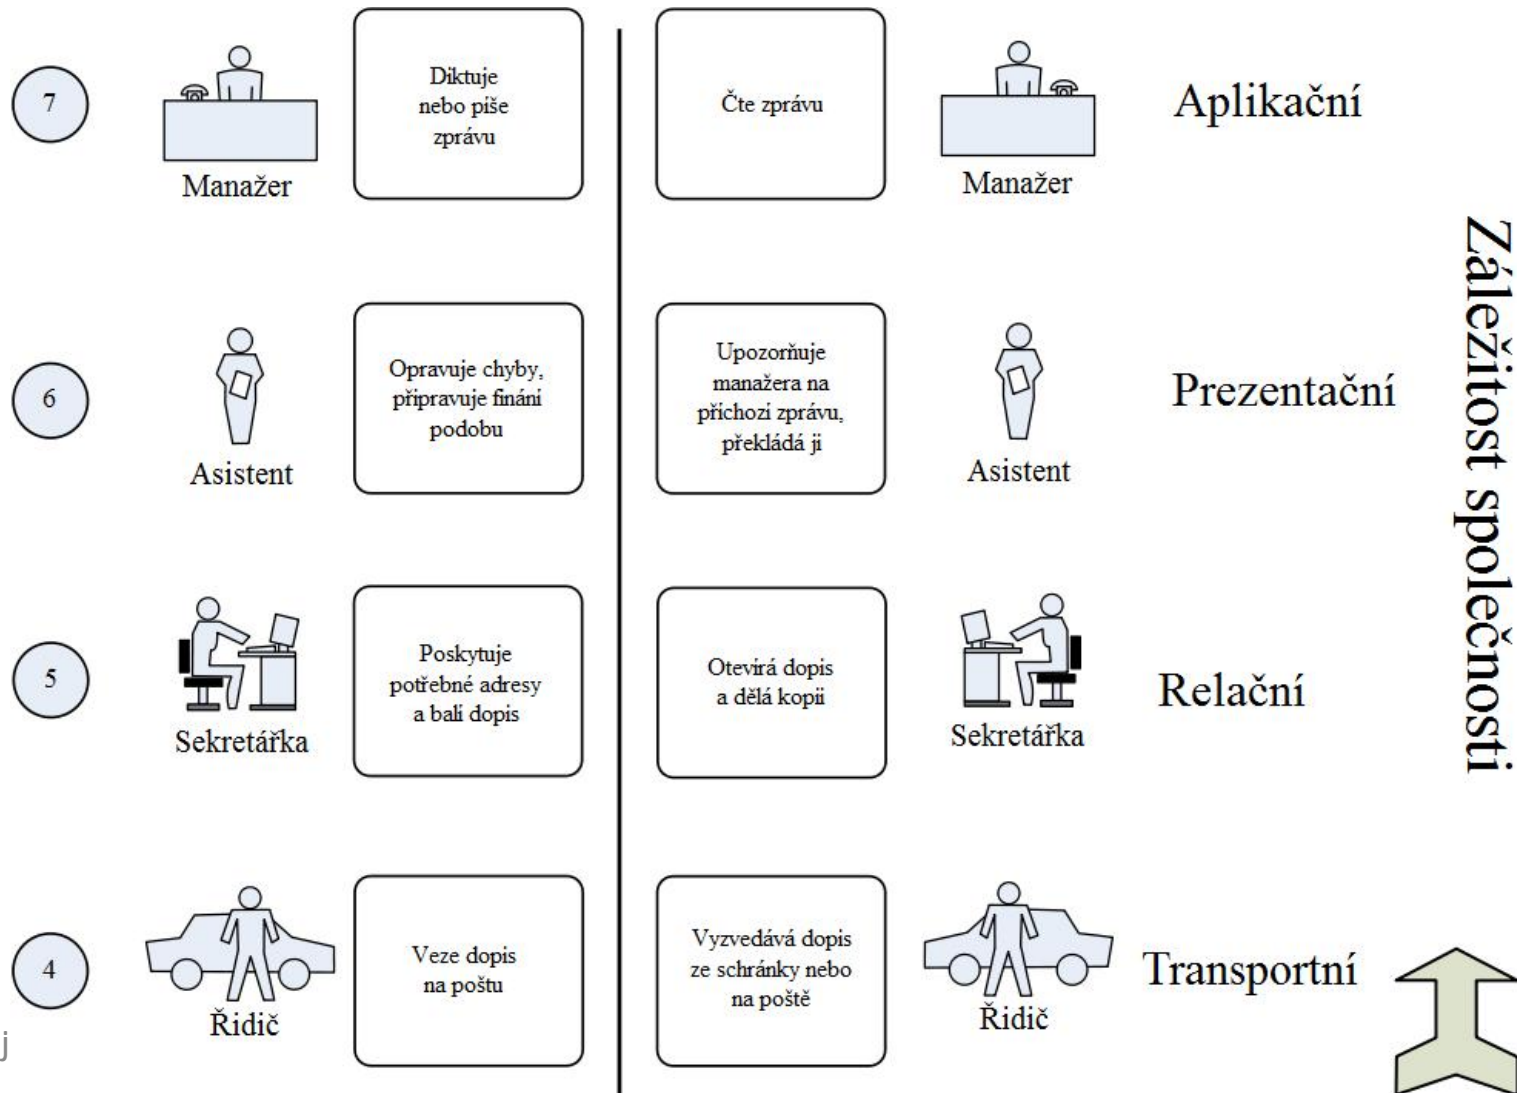 7
Diktuje
nebo píše
zprávu
Manažer
Čte zprávu
Manažer
Aplikační
6
Opravuje chyby,
připravuje finání
podobu
Asistent
Upozorňuje
manažera na
příchozí zprávu,
překládá ji
Asistent
Prezentační
5
Poskytuje
potřebné adresy
a balí dopis
Sekretářka
Otevírá dopis
a dělá kopii
Sekretářka
Relační
4
Veze dopis
na poštu
Řidič
Vyzvedává dopis
ze schránky nebo
na poště
Řidič
Transportní
Záležitost společnosti
j